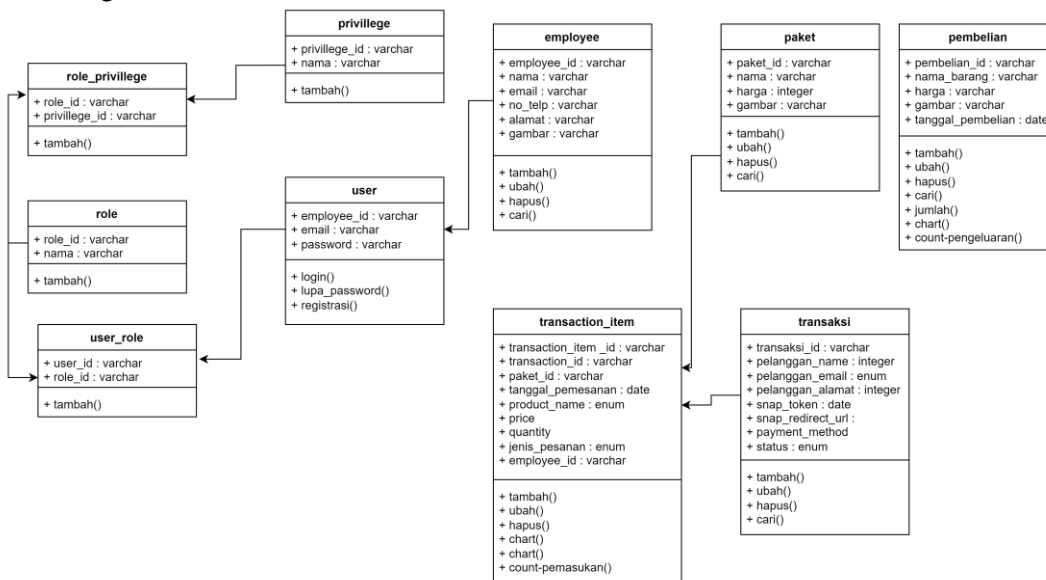 privillege
+ privillege_id : varchar
+ nama : varchar
+ tambah()
role_privillege
+ role_id : varchar
+ privillege_id : varchar
+ tambah()
role
+ role_id : varchar
+ nama : varchar
+ tambah()
user_role
+ user_id : varchar
+ role_id : varchar
+ tambah()
user
+ employee_id : varchar
+ email : varchar
+ password : varchar
+ login()
+ lupa_password()
+ registrasi()
employee
+ employee_id : varchar
+ nama : varchar
+ email : varchar
+ no_telp : varchar
+ alamat : varchar
+ gambar : varchar
+ tambah()
+ ubah()
+ hapus()
+ cari()
paket
+ paket_id : varchar
+ nama : varchar
+ harga : integer
+ gambar : varchar
+ tambah()
+ ubah()
+ hapus()
+ cari()
pembelian
+ pembelian_id : varchar
+ nama_barang : varchar
+ harga : varchar
+ gambar : varchar
+ tanggal_pembelian : date
+ tambah()
+ ubah()
+ hapus()
+ cari()
+ jumlah()
+ chart()
+ count-pengeluaran()
transaction_item
+ transaction_item _id : varchar
+ transaction_id : varchar
+ paket_id : varchar
+ tanggal_pemesanan : date
+ product_name : enum
+ price
+ quantity
+ jenis_pesanan : enum
+ employee_id : varchar
+ tambah()
+ ubah()
+ hapus()
+ chart()
+ chart()
+ count-pemasukan()
transaksi
+ transaksi_id : varchar
+ pelanggan_name : integer
+ pelanggan_email : enum
+ pelanggan_alamat : integer
+ snap_token : date
+ snap_redirect_url :
+ payment_method
+ status : enum
+ tambah()
+ ubah()
+ hapus()
+ cari()